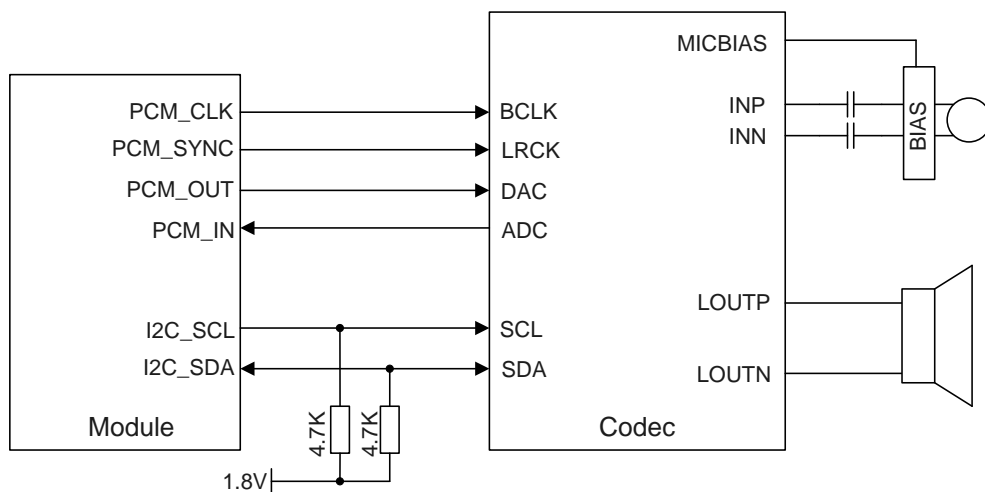 MICBIAS
PCM_CLK
BCLK
INP
PCM_SYNC
LRCK
INN
BIAS
PCM_OUT
DAC
PCM_IN
ADC
LOUTP
I2C_SCL
SCL
I2C_SDA
SDA
LOUTN
Module
4.7K
4.7K
Codec
1.8V